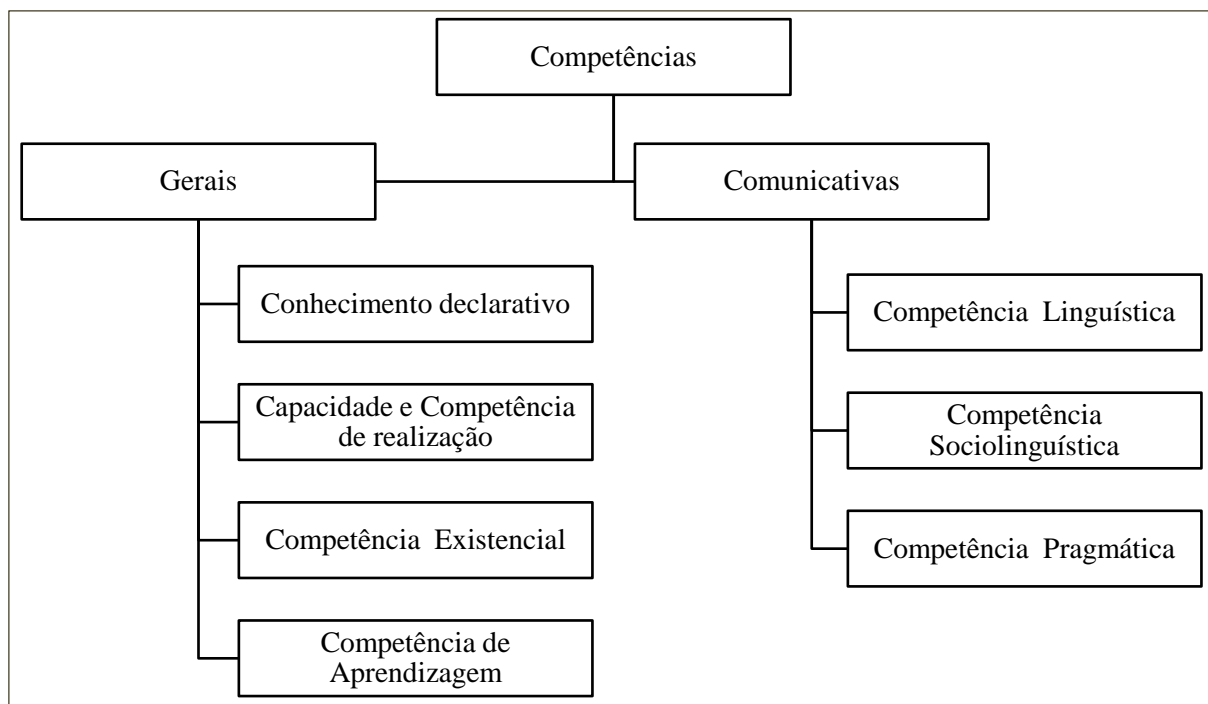 Competências
Gerais
Comunicativas
Conhecimento declarativo
Capacidade e Competência
de realização
Competência Existencial
Competência de
Aprendizagem
Competência Linguística
Competência
Sociolinguística
Competência Pragmática